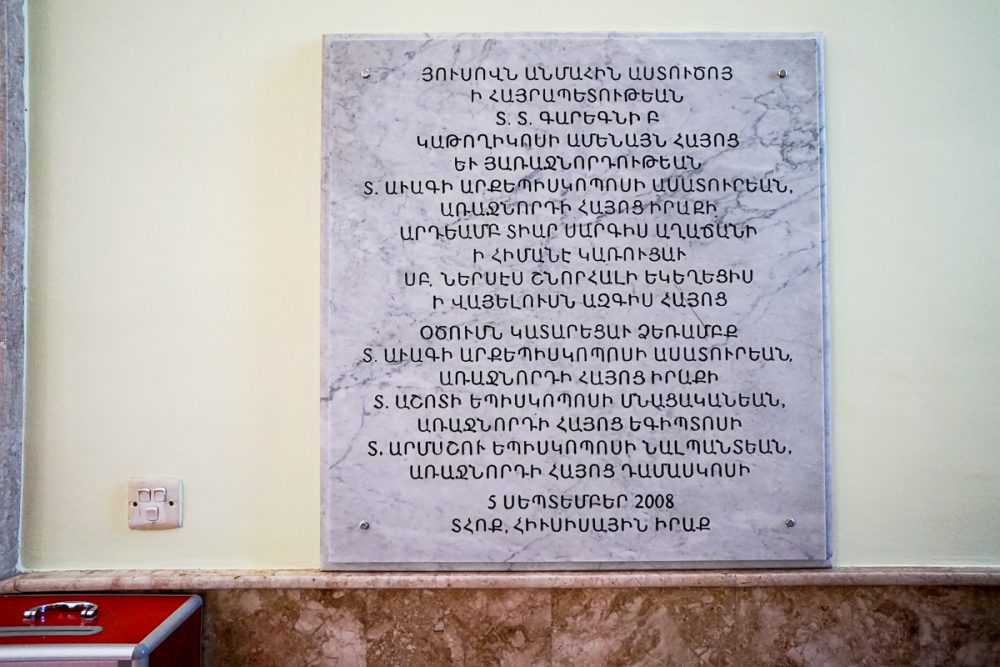 ՅՈՒՍՈՎՆ ԱՆՄԱՀԻՆ ԱՍՏՈՒԾՈՅ
Ի ՀԱՅՐԱՊԵՏՈՒԹԵԱՆ
Տ. Տ. ԳԱՐԵԳՆԻ Բ
ԿԱԹՈՂԻԿՈՍԻ ԱՄԵՆԱՅՆ ՀԱՅՈՑ
ԵՒ ՅԱՌԱՋՆՈՐԴՈՒԹԵԱՆ
Տ. ԱՒԱԳԻ ԱՐՔԵՊԻՍԿՈՊՈՍԻ ԱՍԱՏՈՒՐԵԱՆ,
ԱՌԱՋՆՈՐԴԻ ՀԱՅՈՑ ԻՐԱՔԻ
ԱՐԴԵԱՄԲ ՏԻԱՐ ՍԱՐԳԻՍ ԱՂԱՃԱՆԻ
Ի ՀԻՄԱՆԷ ԿԱՌՈՒՑԱՒ
ՍԲ. ՆԵՐՍԷՍ ՇՆՈՐՀԱԼԻ ԵԿԵՂԵՑԻՍ
Ի ՎԱՅԵԼՈՒՍՆ ԱԶԳԻՍ ՀԱՅՈՑ
ՕԾՈՒՄՆ ԿԱՏԱՐԵՑԱՒ ՁԵՌԱՄԲՔ
Տ. ԱՒԱԳԻ ԱՐՔԵՊԻՍԿՈՊՈՍԻ ԱՍԱՏՈՒՐԵԱՆ,
ԱՌԱՋՆՈՐԴԻ ՀԱՅՈՑ ԻՐԱՔԻ
Տ. ԱՇՈՏԻ ԵՊԻՍԿՈՊՈՍԻ ՄՆԱՑԱԿԱՆԵԱՆ,
ԱՌԱՋՆՈՐԴԻ ՀԱՅՈՑ ԵԳԻՊՏՈՍԻ
Տ. ԱՐՄՍՇՈՒ ԵՊԻՍԿՈՊՈՍԻ ՆԱԼՊԱՆՏԵԱՆ,
ԱՌԱՋՆՈՐԴԻ ՀԱՅՈՑ ԴԱՄԱՍԿՈՍԻ
5 ՍԵՊՏԵՄԲԵՐ 2008
ՏՀՈՔ, ՀԻՒՍԻՍԱՅԻՆ ԻՐԱՔ